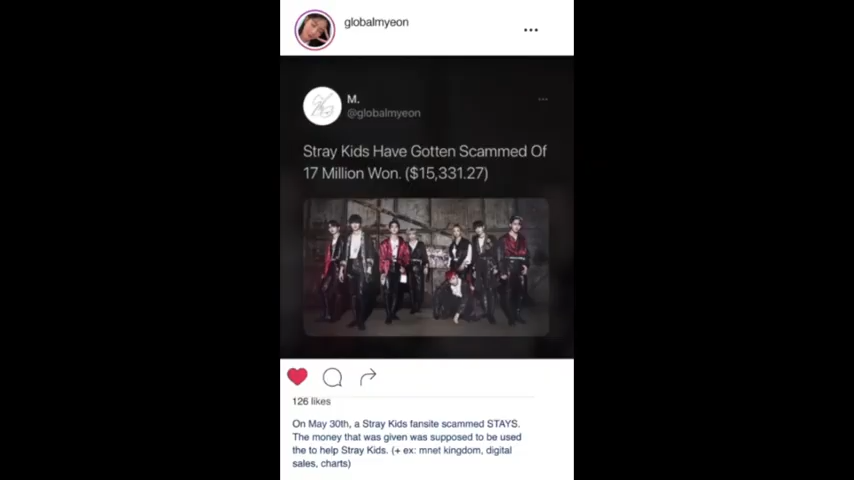 globalmyeon
M.
@globalmyeon
Stray Kids Have Gotten Scammed Of
17 Million Won. ($15,331.27)
126 likes
On May 30th, a Stray Kids fansite scammed STAYS.
The money that was given was supposed to be used
the to help Stray Kids. (+ ex: mnet kingdom, digital
sales, charts)